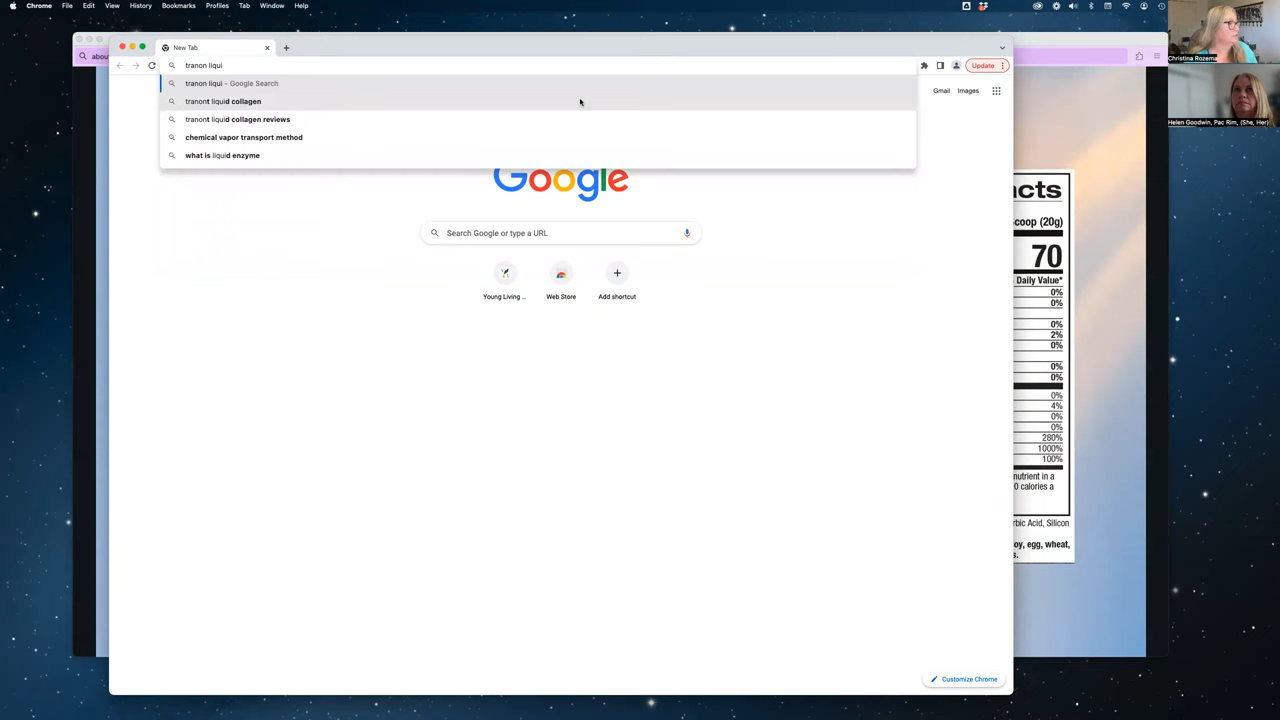 Chrome File Edit View History Bookmarks Profiles Tab Window Help
New Tab
abou
tranon liqui
Update
tranon liqui - Google Search
tranont liquid collagen
tranont liquid collagen reviews
chemical vapor transport method
what is liquid enzyme
Gmail Images
Google
Search Google or type a URL
Young Living ... Web Store Add shortcut
Customize Chrome
Christina Rozema
Helen Goodwin, Pac Rim, (She, Her)
acts
coop (20g)
70
Daily Value*
0%
0%
0%
2%
0%
0%
0%
0%
4%
0%
0%
280%
1000%
100%
nutrient in a
0 calories a
rbic Acid, Silicon
oy, egg, wheat,
s.